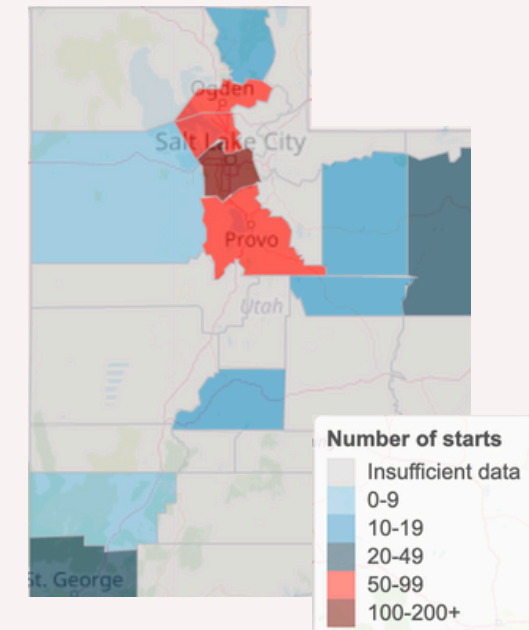 Ogden
Salt Lake City
Provo
Utah
St. George
Number of starts
Insufficient data
0-9
10-19
20-49
50-99
100-200+